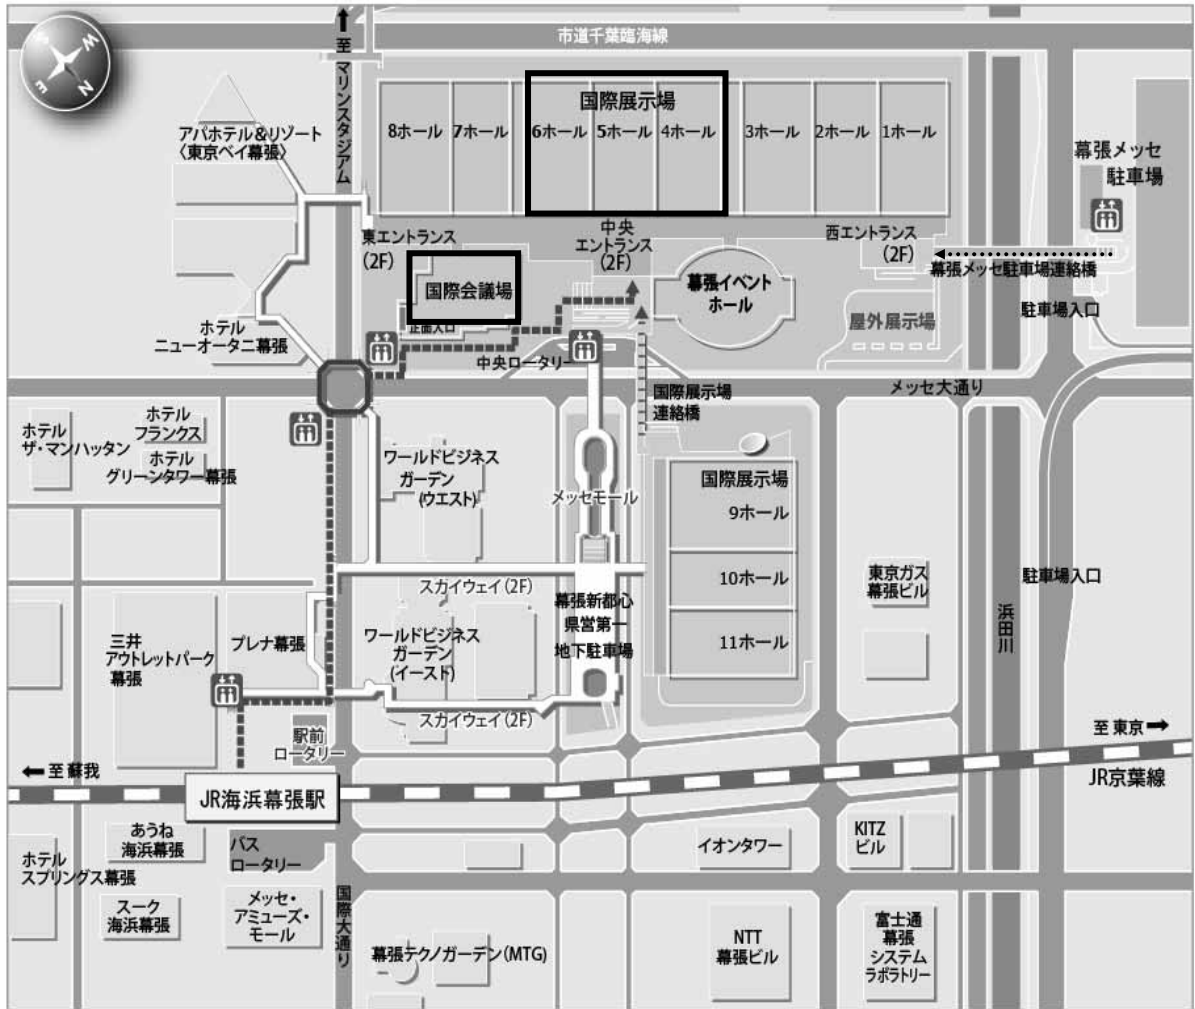 市道千葉臨海線
至 マリンスタジアム
W
S
N
E
国際展示場
8ホール
7ホール
6ホール
5ホール
4ホール
3ホール
2ホール
1ホール
アパホテル&リゾート
〈東京ベイ幕張〉
幕張メッセ
駐車場
東エントランス
(2F)
中央
エントランス
(2F)
西エントランス
(2F)
幕張メッセ駐車場連絡橋
国際会議場
正面入口
幕張イベント
ホール
屋外展示場
駐車場入口
ホテル
ニューオータニ幕張
中央ロータリー
国際展示場
連絡橋
メッセ大通り
ホテル
ザ・マンハッタン
ホテル
フランクス
ホテル
グリーンタワー幕張
ワールドビジネス
ガーデン
(ウエスト)
メッセモール
国際展示場
9ホール
10ホール
11ホール
スカイウェイ(2F)
幕張新都心
県営第一
地下駐車場
東京ガス
幕張ビル
浜田川
駐車場入口
三井
アウトレットパーク
幕張
プレナ幕張
ワールドビジネス
ガーデン
(イースト)
スカイウェイ(2F)
駅前
ロータリー
至 東京
至 蘇我
JR海浜幕張駅
JR京葉線
あうね
海浜幕張
バス
ロータリー
イオンタワー
KITZ
ビル
ホテル
スプリングス幕張
スーク
海浜幕張
メッセ・
アミューズ・
モール
国際大通り
幕張テクノガーデン(MTG)
NTT
幕張ビル
富士通
幕張
システム
ラボラトリー